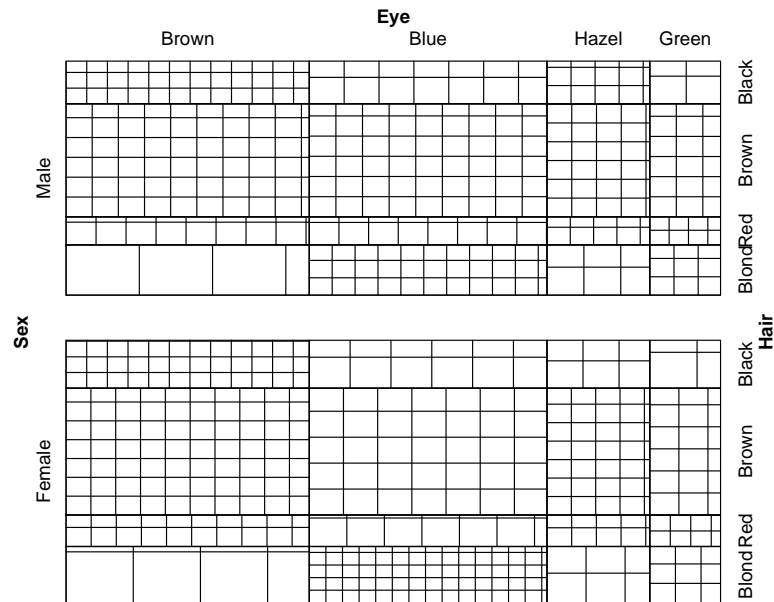 Eye
Brown Blue Hazel Green
Male
Black
Brown
Red
Blond
Sex
Hair
Female
Black
Brown
Red
Blond